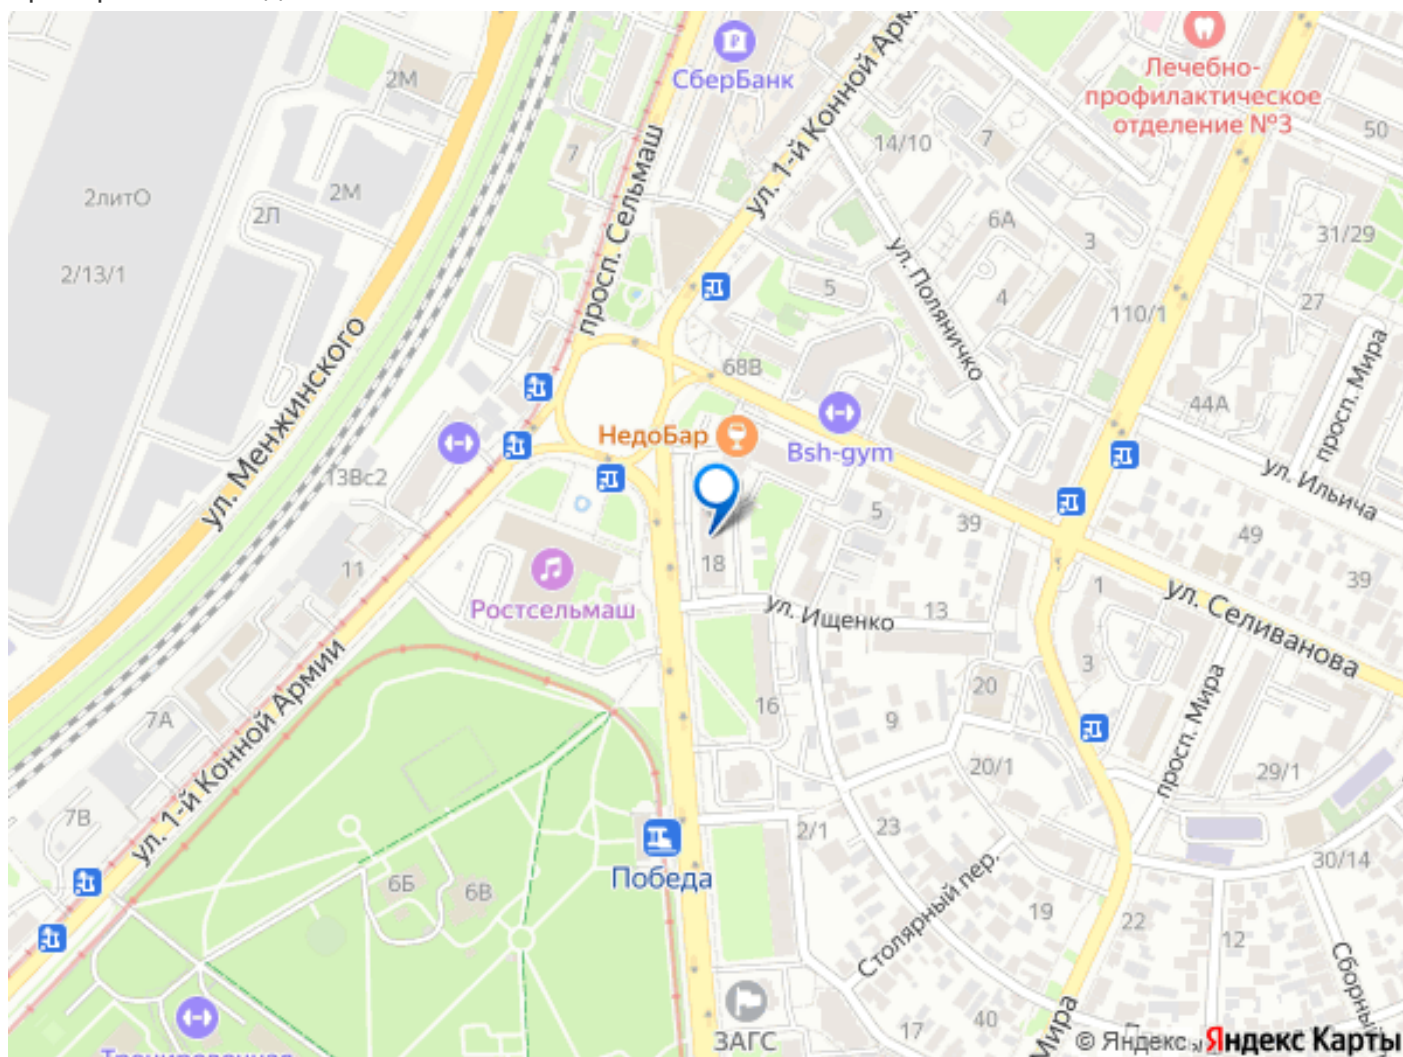 СберБанк
ул. 1-й Конной Арм
Лечебно-
профилактическое
отделение №3
50
2М
7
14/10
7
просп. Сельмаш
2литО
2Л
2М
6А
3
31/29
2/13/1
5
ул. Поляничко
4
27
110/1
просп. Мира
ул. Менжинского
68В
44А
НедоБар
Bsh-gym
13Вс2
ул. Ильича
5
39
49
18
11
39
Ростсельмаш
ул. Ищенко
13
1
ул. Селиванова
3
20
16
9
7А
просп. Мира
ул. 1-й Конной Армии
20/1
29/1
7В
2/1
23
30/14
Победа
6Б
6В
Столярный пер.
19
22
12
Сборный
ЗАГС
17
40
Мира
© Яндекс
Яндекс Карты